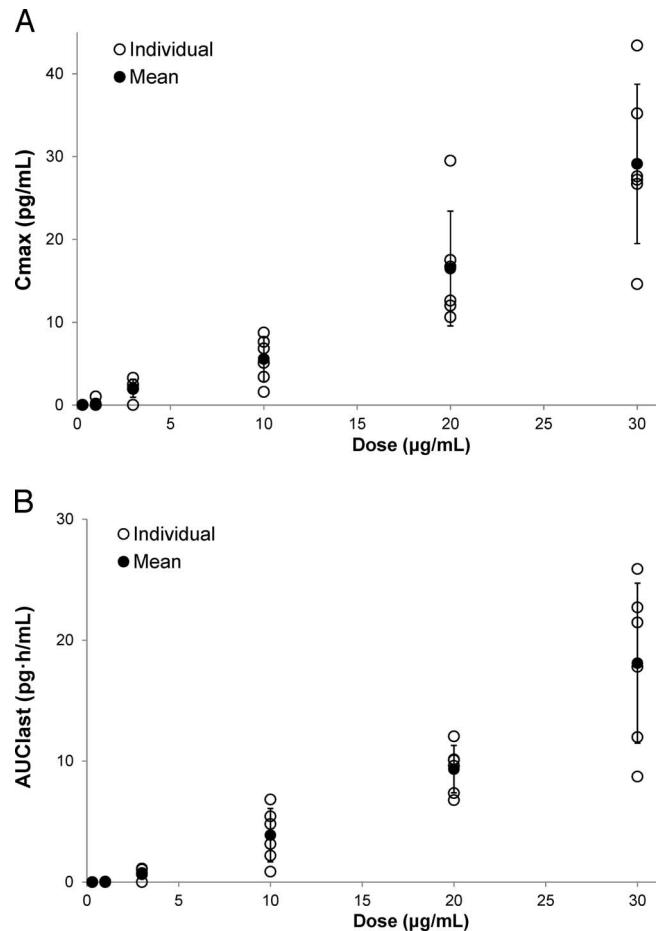 A
Individual
Mean
Cmax (pg/mL)
40
30
20
10
0
0 5 10 15 20 25 30
Dose (µg/mL)
B
Individual
Mean
AUClast (pg·h/mL)
30
20
10
0
0 5 10 15 20 25 30
Dose (µg/mL)